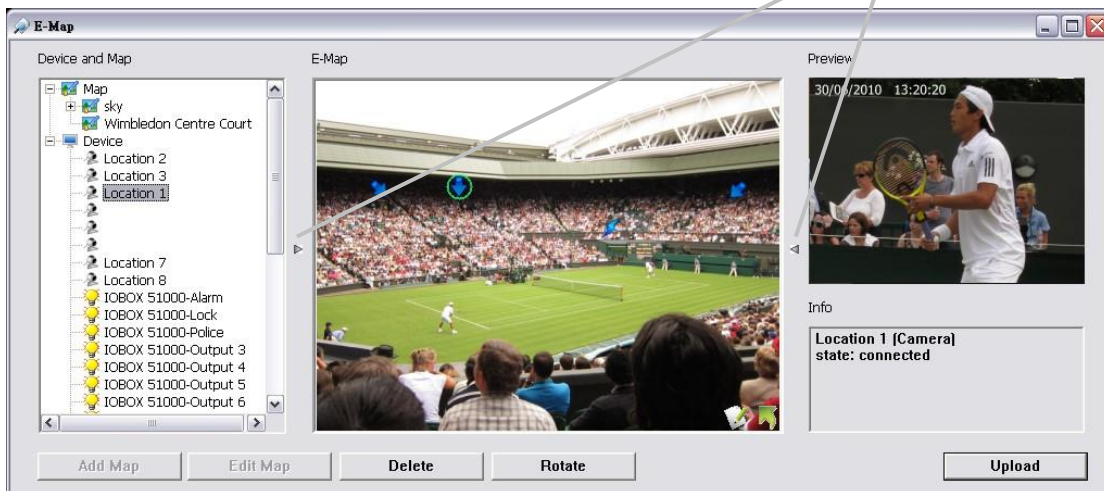 E-Map
Device and Map
Map
sky
Wimbledon Centre Court
Device
Location 2
Location 3
Location 1
Location 7
Location 8
IOBOX 51000-Alarm
IOBOX 51000-Lock
IOBOX 51000-Police
IOBOX 51000-Output 3
IOBOX 51000-Output 4
IOBOX 51000-Output 5
IOBOX 51000-Output 6
E-Map
Preview
30/06/2010 13:20:20
Info
Location 1 (Camera)
state: connected
Add Map
Edit Map
Delete
Rotate
Upload